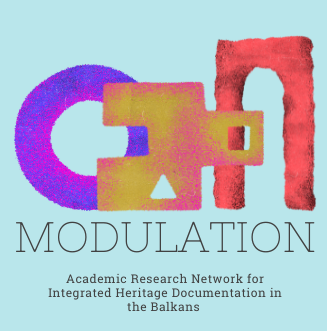 MODULATION
Academic Research Network for
Integrated Heritage Documentation in
the Balkans